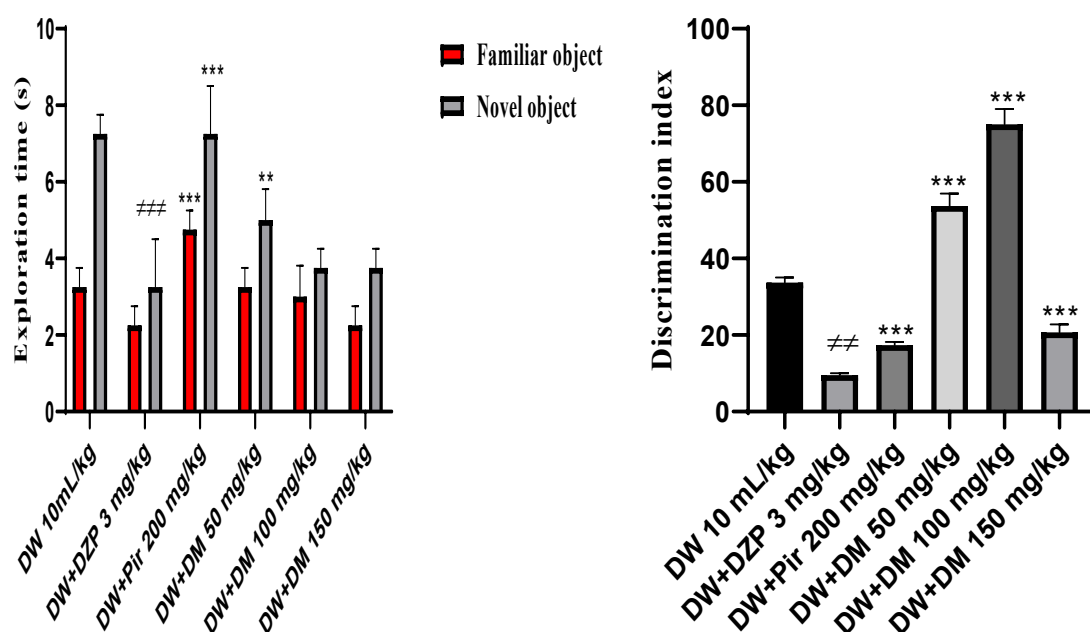 Exploration time (s)
10
8
6
4
2
0
***
***
**
###
Familiar object
Novel object
DW 10mL/kg
DW+DZP 3 mg/kg
DW+Pir 200 mg/kg
DW+DM 50 mg/kg
DW+DM 100 mg/kg
DW+DM 150 mg/kg
Discrimination index
100
80
60
40
20
0
***
***
***
***
##
DW 10 mL/kg
DW+DZP 3 mg/kg
DW+Pir 200 mg/kg
DW+DM 50 mg/kg
DW+DM 100 mg/kg
DW+DM 150 mg/kg